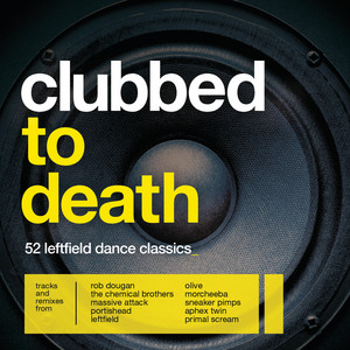 clubbed
to
death
52 leftfield dance classics_
tracks
and
remixes
from
rob dougan
the chemical brothers
massive attack
portishead
leftfield
olive
morcheeba
sneaker pimps
aphex twin
primal scream